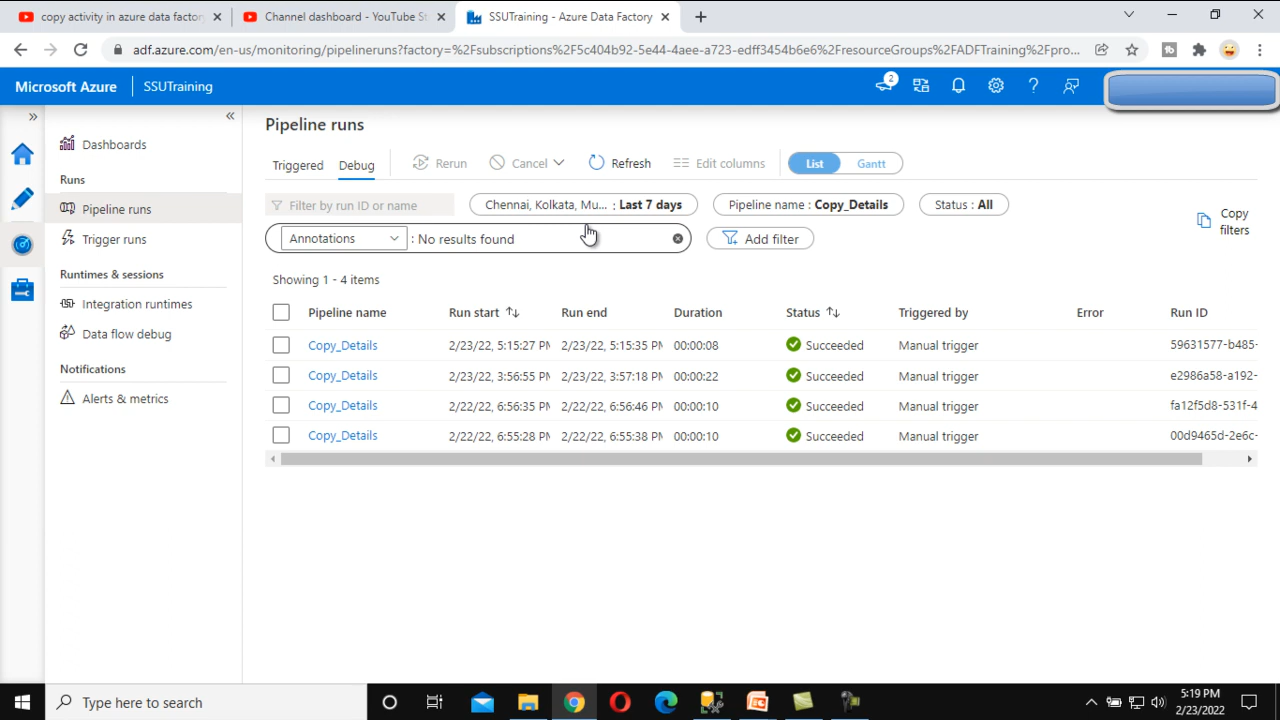 copy activity in azure data factor
Channel dashboard - YouTube St
SSUTraining - Azure Data Factory
adf.azure.com/en-us/monitoring/pipelineruns?factory=%2Fsubscriptions%2F5c404b92-5e44-4aee-a723-edff3454b6e6%2FresourceGroups%2FADFTraining%2Fpro...
Microsoft Azure
SSUTraining
2
Dashboards
Runs
Pipeline runs
Trigger runs
Runtimes & sessions
Integration runtimes
Data flow debug
Notifications
Alerts & metrics
Pipeline runs
Triggered
Debug
Rerun
Cancel
Refresh
Edit columns
List
Gantt
Filter by run ID or name
Chennai, Kolkata, Mu... : Last 7 days
Pipeline name : Copy_Details
Status : All
Annotations : No results found
Add filter
Copy
filters
Showing 1 - 4 items
Pipeline name Run start Run end Duration Status Triggered by Error Run ID
Copy_Details 2/23/22, 5:15:27 PM 2/23/22, 5:15:35 PM 00:00:08 Succeeded Manual trigger 59631577-b485-
Copy_Details 2/23/22, 3:56:55 PM 2/23/22, 3:57:18 PM 00:00:22 Succeeded Manual trigger e2986a58-a192-
Copy_Details 2/22/22, 6:56:35 PM 2/22/22, 6:56:46 PM 00:00:10 Succeeded Manual trigger fa12f5d8-531f-4
Copy_Details 2/22/22, 6:55:28 PM 2/22/22, 6:55:38 PM 00:00:10 Succeeded Manual trigger 00d9465d-2e6c-
Type here to search
5:19 PM
2/23/2022